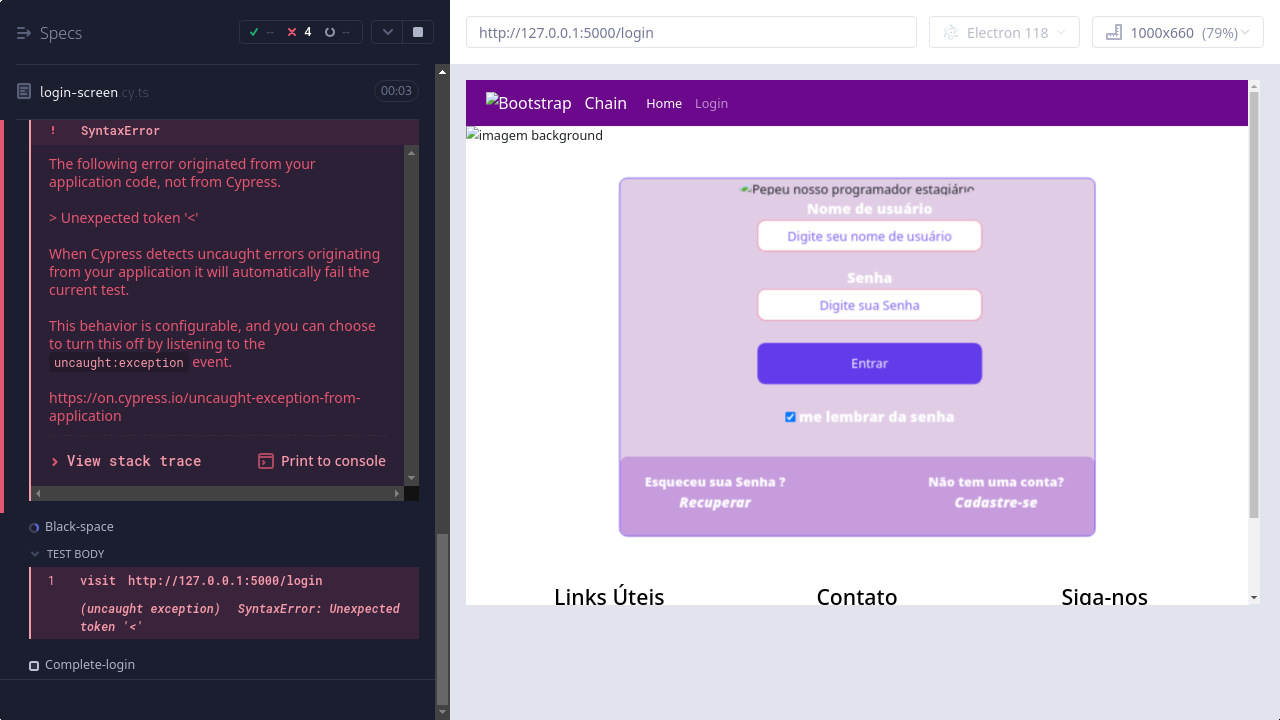 Specs
-- 4 --
login-screen.cy.ts 00:03
! SyntaxError
The following error originated from your
application code, not from Cypress.
> Unexpected token '<'
When Cypress detects uncaught errors originating
from your application it will automatically fail the
current test.
This behavior is configurable, and you can choose
to turn this off by listening to the
uncaught:exception event.
https://on.cypress.io/uncaught-exception-from-
application
View stack trace Print to console
Black-space
TEST BODY
1 visit http://127.0.0.1:5000/login
(uncaught exception) SyntaxError: Unexpected
token '<'
Complete-login
http://127.0.0.1:5000/login Electron 118 1000x660 (79%)
Bootstrap Chain Home Login
imagem background
Pepeu nosso programador estagiário
Nome de usuário
Digite seu nome de usuário
Senha
Digite sua Senha
Entrar
me lembrar da senha
Esqueceu sua Senha ? Não tem uma conta?
Recuperar Cadastre-se
Links Úteis Contato Siga-nos